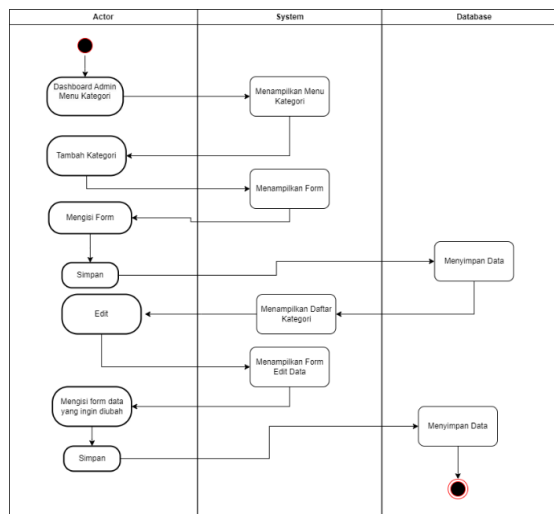 Actor
System
Database
Dashboard Admin
Menu Kategori
Menampilkan Menu
Kategori
Tambah Kategori
Menampilkan Form
Mengisi Form
Simpan
Menyimpan Data
Menampilkan Daftar
Kategori
Edit
Menampilkan Form
Edit Data
Mengisi form data
yang ingin diubah
Simpan
Menyimpan Data